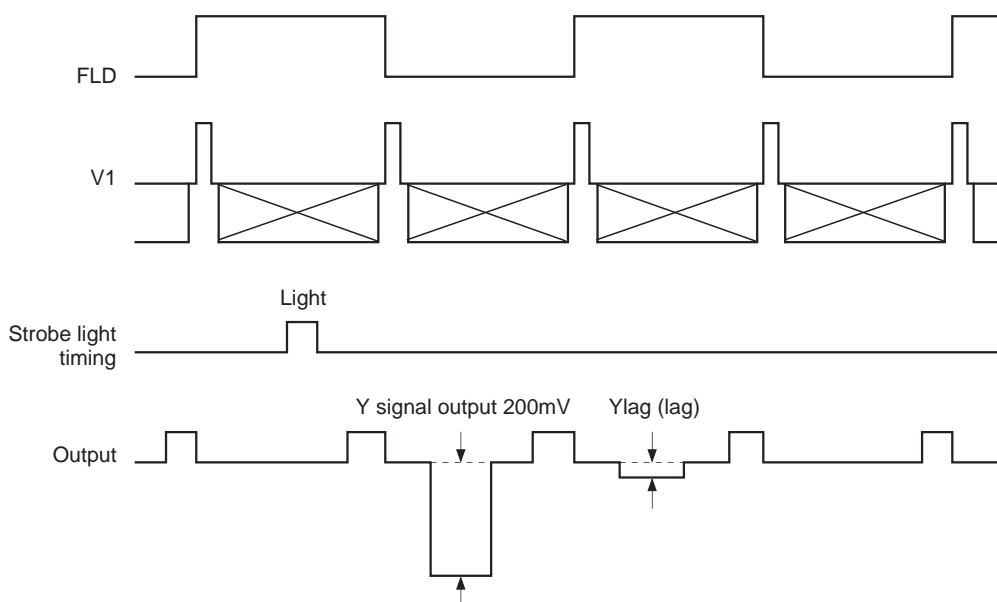 FLD
V1
Light
Strobe light
timing
Y signal output 200mV
Ylag (lag)
Output